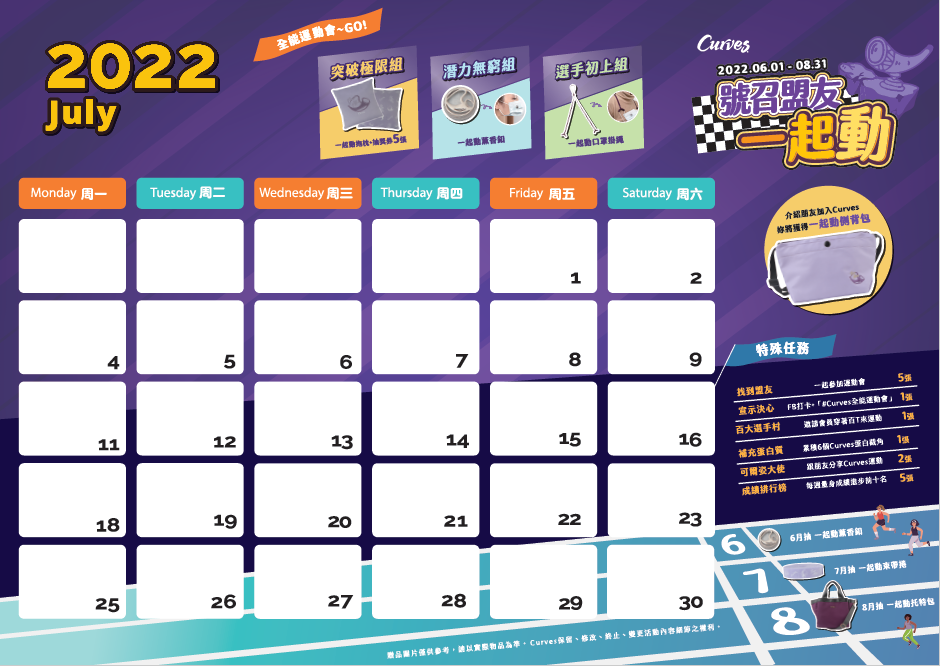 2022
July
全能運動會~GO!
突破極限組
一起動抱枕+抽獎券5張
潛力無窮組
一起動薰香釦
選手初上組
一起動口罩掛繩
Curves
2022.06.01 - 08.31
號召盟友
一起動
Monday 周一
Tuesday 周二
Wednesday 周三
Thursday 周四
Friday 周五
Saturday 周六
1
2
4
5
6
7
8
9
11
12
13
14
15
16
18
19
20
21
22
23
25
26
27
28
29
30
介紹朋友加入Curves
妳將獲得一起動側背包
特殊任務
找到盟友 一起參加運動會 5張
宣示決心 FB打卡+「#Curves全能運動會」 1張
百大選手村 邀請會員穿著百T來運動 1張
補充蛋白質 累積6個Curves蛋白截角 1張
可爾姿大使 跟朋友分享Curves運動 2張
成績排行榜 每週量身成績進步前十名 5張
6 6月抽 一起動薰香釦
7 7月抽 一起動束帶捲
8 8月抽 一起動托特包
贈品圖片僅供參考，請以實際物品為準。Curves保留、修改、終止、變更活動內容細節之權利。